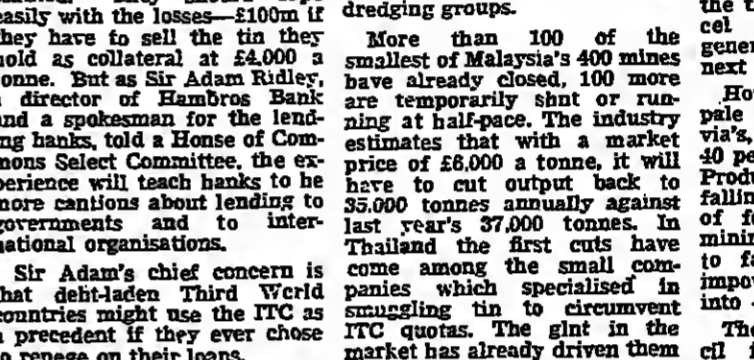 easily with the losses—£100m if
they have to sell the tin they
hold as collateral at £4,000 a
tonne. But as Sir Adam Ridley,
a director of Hambros Bank
and a spokesman for the lend-
ing banks, told a House of Com-
mons Select Committee, the ex-
perience will teach banks to be
more cautious about lending to
governments and to inter-
national organisations.
Sir Adam's chief concern is
that debt-laden Third World
countries might use the ITC as
a precedent if they ever chose
to renege on their loans.
dredging groups.
More than 100 of the
smallest of Malaysia's 400 mines
have already closed, 100 more
are temporarily shut or run-
ning at half-pace. The industry
estimates that with a market
price of £6,000 a tonne, it will
have to cut output back to
35,000 tonnes annually against
last year's 37,000 tonnes. In
Thailand the first cuts have
come among the small com-
panies which specialised in
smuggling tin to circumvent
ITC quotas. The glut in the
market has already driven them
the t
cel
gener
next
Ho
pale
via's,
40 pe
Produ
fallin
of
minin
to fa
impo
into
Th
cil